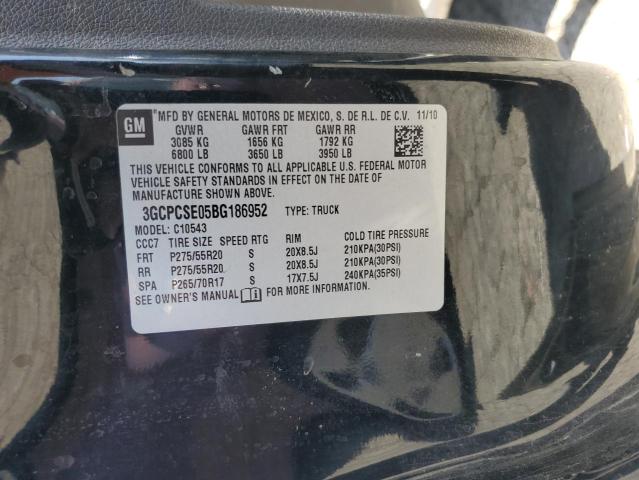 GM
MFD BY GENERAL MOTORS DE MEXICO, S. DE R.L. DE C.V. 11/10
GVWR GAWR FRT GAWR RR
3085 KG 1656 KG 1792 KG
6800 LB 3650 LB 3950 LB
THIS VEHICLE CONFORMS TO ALL APPLICABLE U.S. FEDERAL MOTOR
VEHICLE SAFETY STANDARDS IN EFFECT ON THE DATE OF
MANUFACTURE SHOWN ABOVE.
3GCPCSE05BG186952 TYPE: TRUCK
MODEL: C10543
CCC7 TIRE SIZE SPEED RTG RIM COLD TIRE PRESSURE
FRT P275/55R20 S 20X8.5J 210KPA(30PSI)
RR P275/55R20 S 20X8.5J 210KPA(30PSI)
SPA P265/70R17 S 17X7.5J 240KPA(35PSI)
SEE OWNER'S MANUAL FOR MORE INFORMATION.